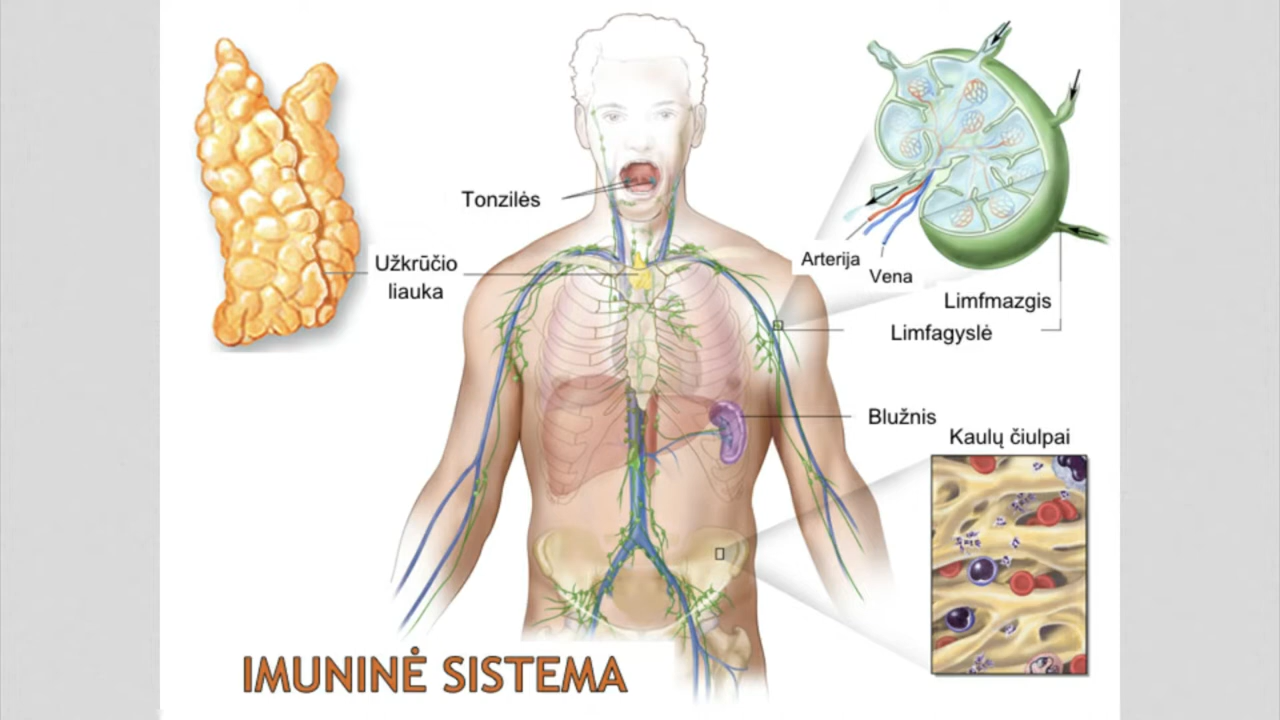 Tonzilės
Užkrūčio
liauka
Arterija
Vena
Limfmazgis
Limfagyslė
Blužnis
Kaulų čiulpai
IMUNINĖ SISTEMA